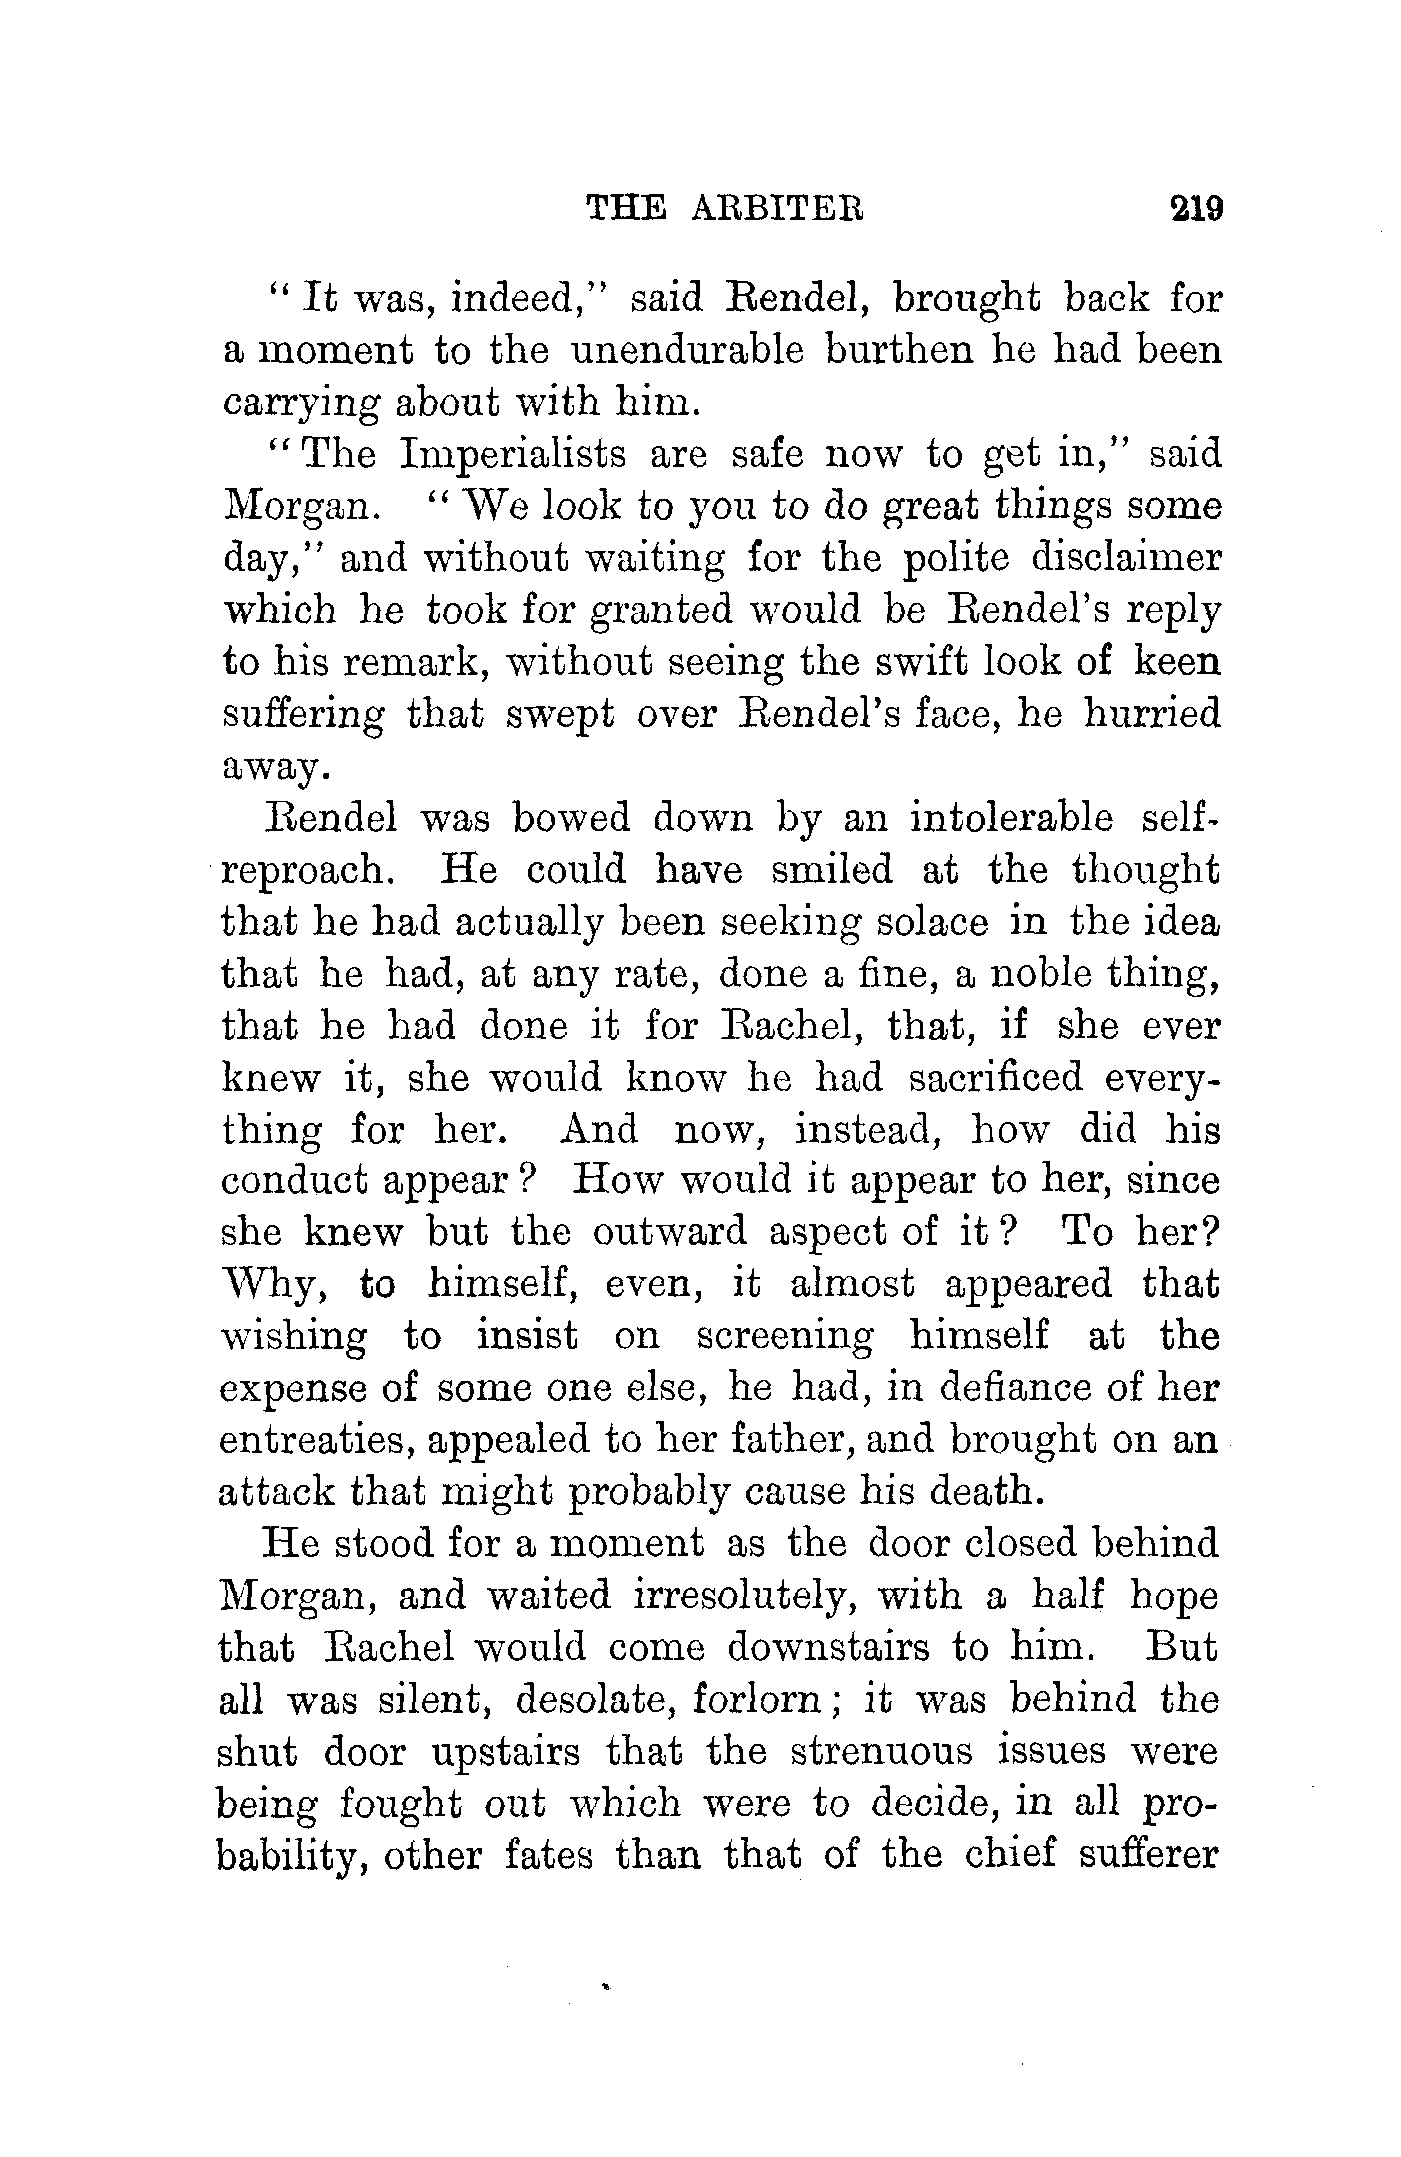 THE ARBITER 219
“ It was, indeed,” said Rendel, brought back for
a moment to the unendurable burthen he had been
carrying about with him.
“ The Imperialists are safe now to get in,” said
Morgan. “ We look to you to do great things some
day,” and without waiting for the polite disclaimer
which he took for granted would be Rendel’s reply
to his remark, without seeing the swift look of keen
suffering that swept over Rendel’s face, he hurried
away.
Rendel was bowed down by an intolerable self-
reproach. He could have smiled at the thought
that he had actually been seeking solace in the idea
that he had, at any rate, done a fine, a noble thing,
that he had done it for Rachel, that, if she ever
knew it, she would know he had sacrificed every-
thing for her. And now, instead, how did his
conduct appear ? How would it appear to her, since
she knew but the outward aspect of it ? To her?
Why, to himself, even, it almost appeared that
wishing to insist on screening himself at the
expense of some one else, he had, in defiance of her
entreaties, appealed to her father, and brought on an
attack that might probably cause his death.
He stood for a moment as the door closed behind
Morgan, and waited irresolutely, with a half hope
that Rachel would come downstairs to him. But
all was silent, desolate, forlorn ; it was behind the
shut door upstairs that the strenuous issues were
being fought out which were to decide, in all pro-
bability, other fates than that of the chief sufferer